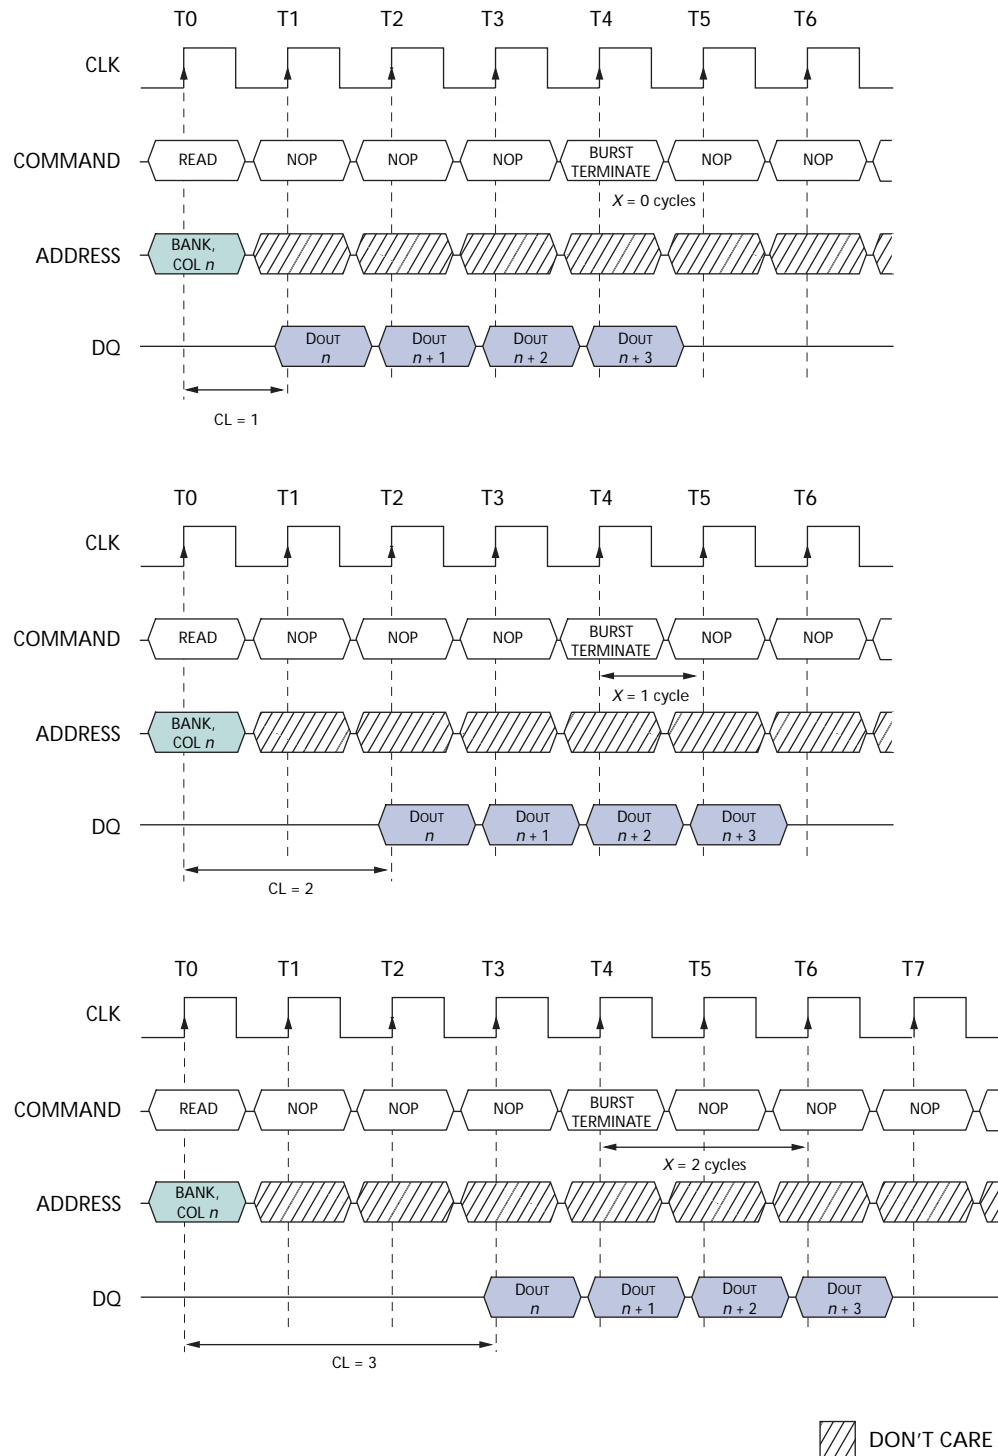 T0 T1 T2 T3 T4 T5 T6
CLK
COMMAND READ NOP NOP NOP BURST TERMINATE NOP NOP
X = 0 cycles
ADDRESS BANK, COL n
DQ DOUT n DOUT n + 1 DOUT n + 2 DOUT n + 3
CL = 1
T0 T1 T2 T3 T4 T5 T6
CLK
COMMAND READ NOP NOP NOP BURST TERMINATE NOP NOP
X = 1 cycle
ADDRESS BANK, COL n
DQ DOUT n DOUT n + 1 DOUT n + 2 DOUT n + 3
CL = 2
T0 T1 T2 T3 T4 T5 T6 T7
CLK
COMMAND READ NOP NOP NOP BURST TERMINATE NOP NOP NOP
X = 2 cycles
ADDRESS BANK, COL n
DQ DOUT n DOUT n + 1 DOUT n + 2 DOUT n + 3
CL = 3
DON'T CARE